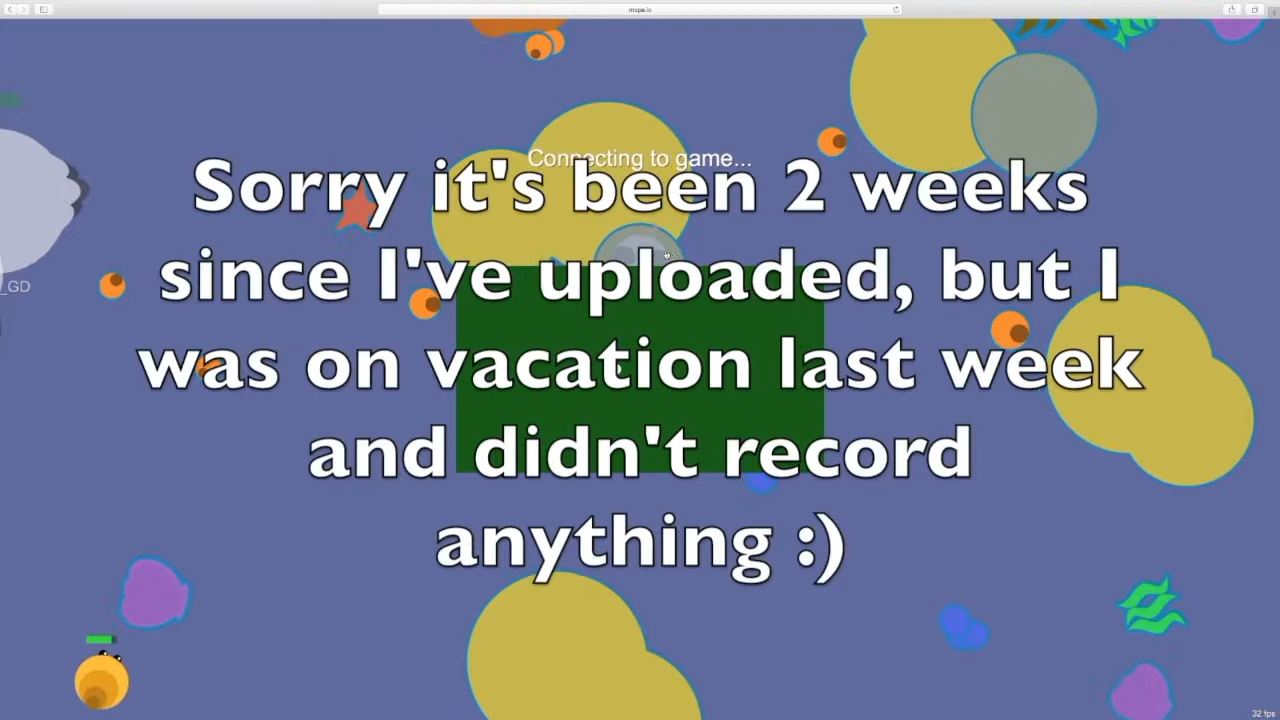 mope.io
Connecting to game...
Sorry it's been 2 weeks
since I've uploaded, but I
was on vacation last week
and didn't record
anything :)
_GD
32 fps